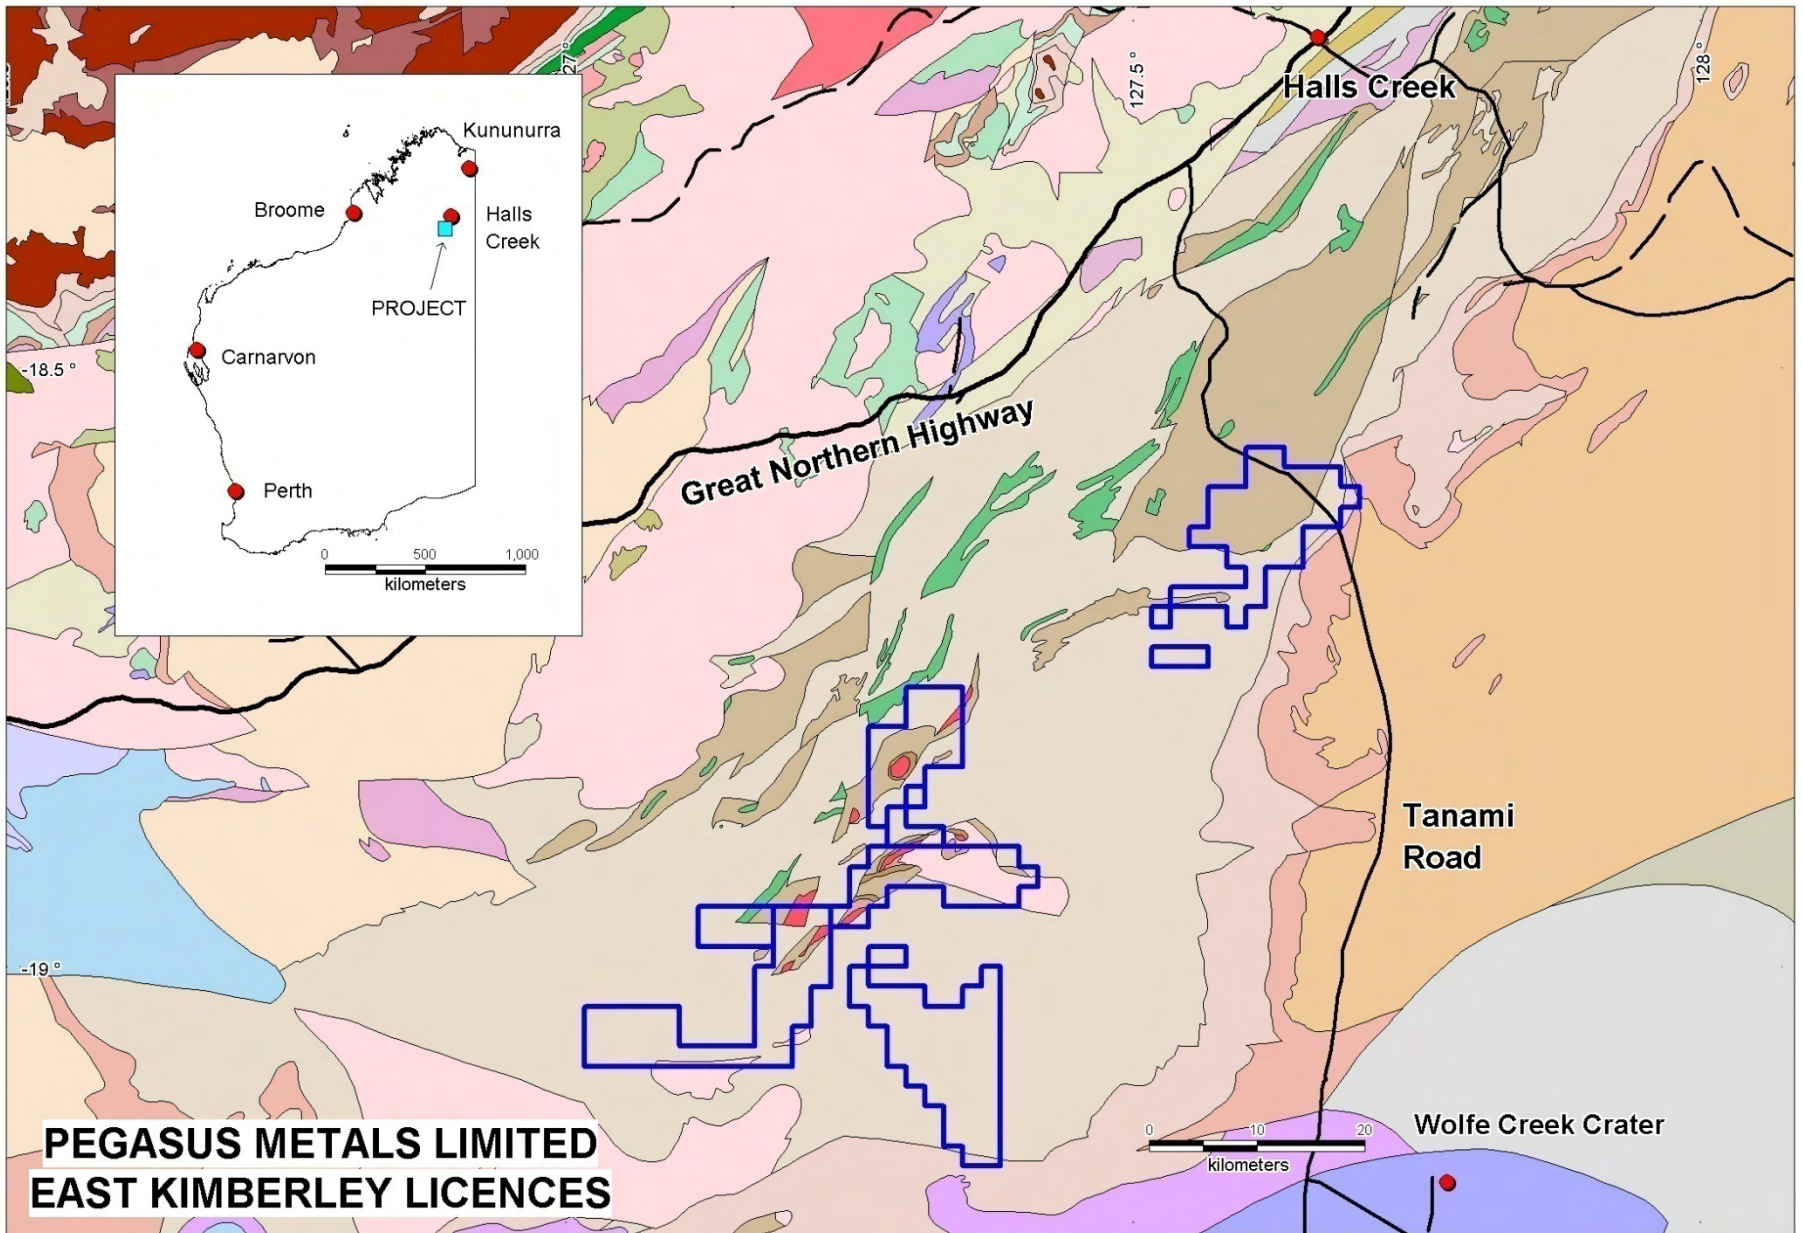 127.5 °
128 °
Halls Creek
Kununurra
Broome
Halls
Creek
PROJECT
-18.5 °
Carnarvon
Great Northern Highway
Perth
0 500 1,000
kilometers
Tanami
Road
-19 °
Wolfe Creek Crater
0 10 20
kilometers
PEGASUS METALS LIMITED
EAST KIMBERLEY LICENCES